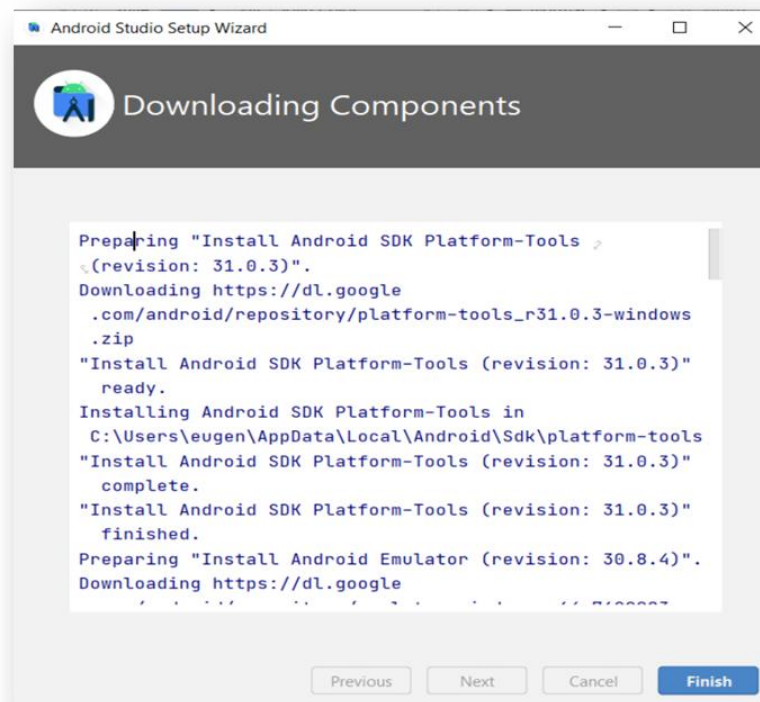 Android Studio Setup Wizard
Downloading Components
Preparing "Install Android SDK Platform-Tools
(revision: 31.0.3)".
Downloading https://dl.google
.com/android/repository/platform-tools_r31.0.3-windows
.zip
"Install Android SDK Platform-Tools (revision: 31.0.3)"
ready.
Installing Android SDK Platform-Tools in
C:\Users\eugen\AppData\Local\Android\Sdk\platform-tools
"Install Android SDK Platform-Tools (revision: 31.0.3)"
complete.
"Install Android SDK Platform-Tools (revision: 31.0.3)"
finished.
Preparing "Install Android Emulator (revision: 30.8.4)".
Downloading https://dl.google
Previous Next Cancel Finish